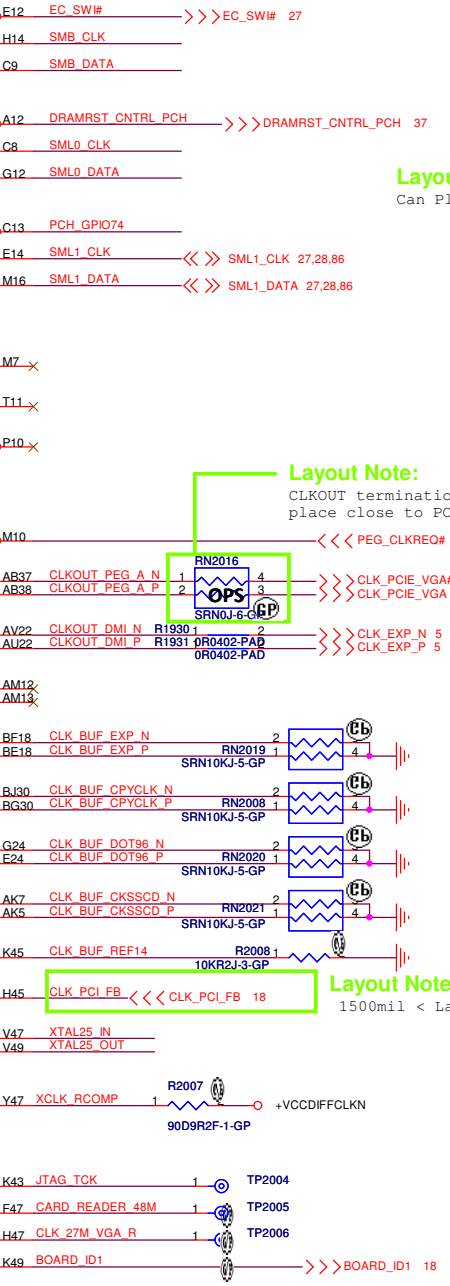 E12 EC_SWI# EC_SWI# 27
H14 SMB_CLK
C9 SMB_DATA
A12 DRAMRST_CNTRL_PCH DRAMRST_CNTRL_PCH 37
C8 SML0_CLK
G12 SML0_DATA
Can
C13 PCH_GPIO74
E14 SML1_CLK SML1_CLK 27,28,86
M16 SML1_DATA SML1_DATA 27,28,86
M7
T11
P10
Layout Note:
CLKOUT
place close to
M10 PEG_CLKREQ#
RN2016
AB37 CLKOUT_PEG_A_N 1 4 CLK_PCIE_VGA#
AB38 CLKOUT_PEG_A_P 2 3 CLK_PCIE_VGA
OPS
SRN0J-6-GP
GP
AV22 CLKOUT_DMI_N R1930 1 2 CLK_EXP_N 5
AU22 CLKOUT_DMI_P R1931 1 0R0402-PAD CLK_EXP_P 5
0R0402-PAD
AM12
AM13
BF18 CLK_BUF_EXP_N 2
BE18 CLK_BUF_EXP_P RN2019 1 4
SRN10KJ-5-GP
BJ30 CLK_BUF_CPYCLK_N 2
BG30 CLK_BUF_CPYCLK_P RN2008 1 4
SRN10KJ-5-GP
G24 CLK_BUF_DOT96_N 2
E24 CLK_BUF_DOT96_P RN2020 1 4
SRN10KJ-5-GP
AK7 CLK_BUF_CKSSCD_N 2
AK5 CLK_BUF_CKSSCD_P RN2021 1 4
SRN10KJ-5-GP
K45 CLK_BUF_REF14 R2008 1
10KR2J-3-GP
Layout Note
H45 CLK_PCI_FB CLK_PCI_FB 18
1500mil <
V47 XTAL25_IN
V49 XTAL25_OUT
R2007
Y47 XCLK_RCOMP 1 +VCCDIFFCLKN
90D9R2F-1-GP
K43 JTAG_TCK 1 TP2004
F47 CARD_READER_48M 1 TP2005
H47 CLK_27M_VGA_R 1 TP2006
K49 BOARD_ID1 BOARD_ID1 18